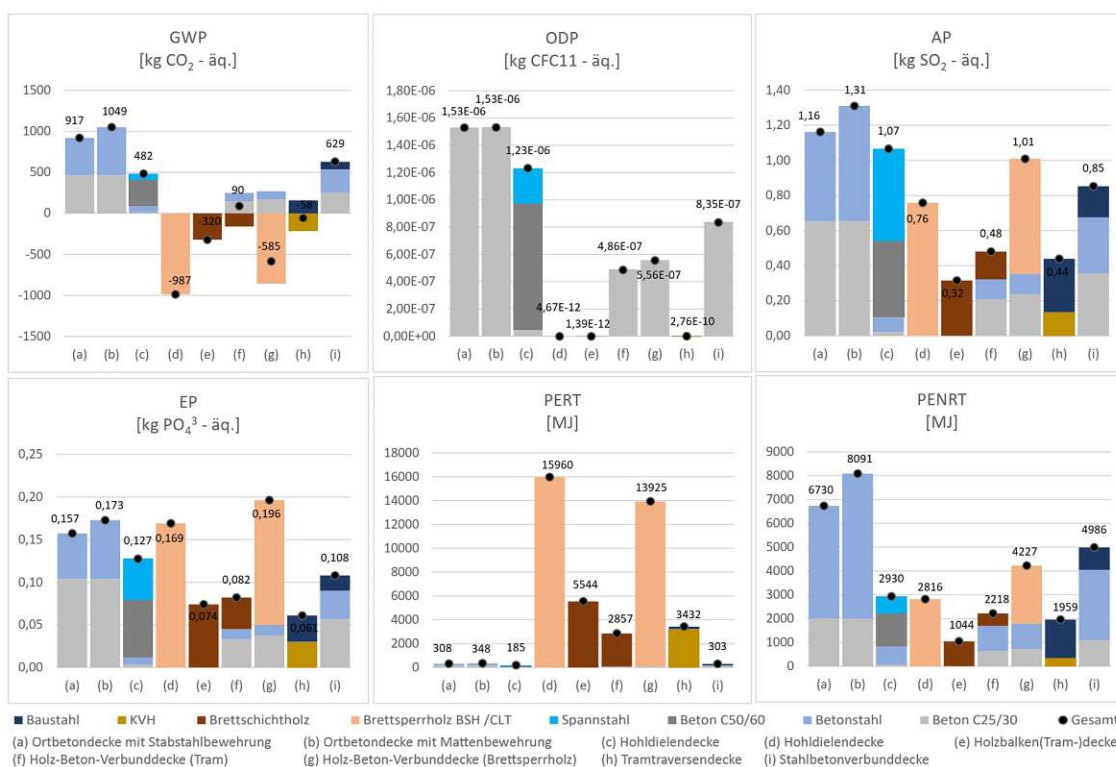 GWP
[kg CO₂ - äq.]
1500
1000
500
0
-500
-1000
-1500
917
1049
482
-987
-320
90
-585
-58
629
(a) (b) (c) (d) (e) (f) (g) (h) (i)
ODP
[kg CFC11 - äq.]
1,80E-06
1,60E-06
1,40E-06
1,20E-06
1,00E-06
8,00E-07
6,00E-07
4,00E-07
2,00E-07
0,00E+00
1,53E-06
1,53E-06
1,23E-06
4,67E-12
1,39E-12
4,86E-07
5,56E-07
2,76E-10
8,35E-07
(a) (b) (c) (d) (e) (f) (g) (h) (i)
AP
[kg SO₂ - äq.]
1,40
1,20
1,00
0,80
0,60
0,40
0,20
0,00
1,16
1,31
1,07
0,76
0,32
0,48
1,01
0,44
0,85
(a) (b) (c) (d) (e) (f) (g) (h) (i)
EP
[kg PO₄³ - äq.]
0,25
0,20
0,15
0,10
0,05
0,00
0,157
0,173
0,127
0,169
0,074
0,082
0,196
0,061
0,108
(a) (b) (c) (d) (e) (f) (g) (h) (i)
PERT
[MJ]
18000
16000
14000
12000
10000
8000
6000
4000
2000
0
308
348
185
15960
5544
2857
13925
3432
303
(a) (b) (c) (d) (e) (f) (g) (h) (i)
PENRT
[MJ]
9000
8000
7000
6000
5000
4000
3000
2000
1000
0
6730
8091
2930
2816
1044
2218
4227
1959
4986
(a) (b) (c) (d) (e) (f) (g) (h) (i)
Baustahl KVH Brettschichtholz Brettsperrholz BSH /CLT Spannstahl Beton C50/60 Betonstahl Beton C25/30 Gesamt
(a) Ortbetondecke mit Stabstahlbewehrung (b) Ortbetondecke mit Mattenbewehrung (c) Hohldielendecke (d) Hohldielendecke (e) Holzbalken(Tram-)decke
(f) Holz-Beton-Verbunddecke (Tram) (g) Holz-Beton-Verbunddecke (Brettsperrholz) (h) Tramtraversendecke (i) Stahlbetonverbunddecke